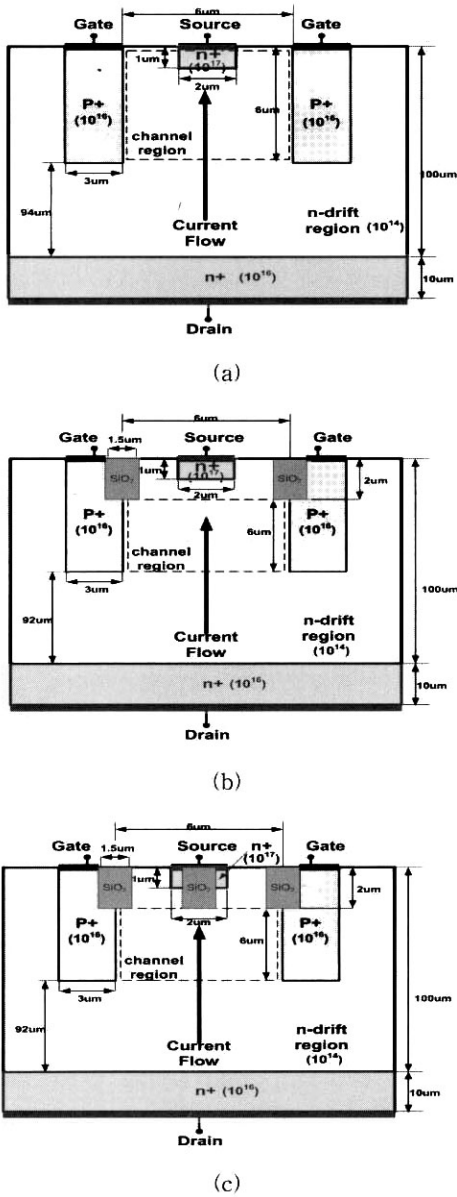 6um
Gate Source Gate
1um n+
(10¹⁷)
2um
P+
(10¹⁶)
6um
P+
(10¹⁶)
channel
region
100um
3um
94um
n-drift
region (10¹⁴)
Current
Flow
n+ (10¹⁶)
10um
Drain
(a)
6um
Gate 1.5um Source Gate
SiO₂ 1um n+ SiO₂
2um
2um
P+
(10¹⁶)
6um
P+
(10¹⁶)
channel
region
3um
100um
92um
n-drift
region
(10¹⁴)
Current
Flow
n+ (10¹⁶)
10um
Drain
(b)
6um
n+
(10¹⁷)
Gate 1.5um Source Gate
SiO₂ 1um SiO₂ SiO₂
2um
2um
P+
(10¹⁶)
6um
P+
(10¹⁶)
channel
region
3um
100um
92um
n-drift
region
(10¹⁴)
Current
Flow
n+ (10¹⁶)
10um
Drain
(c)